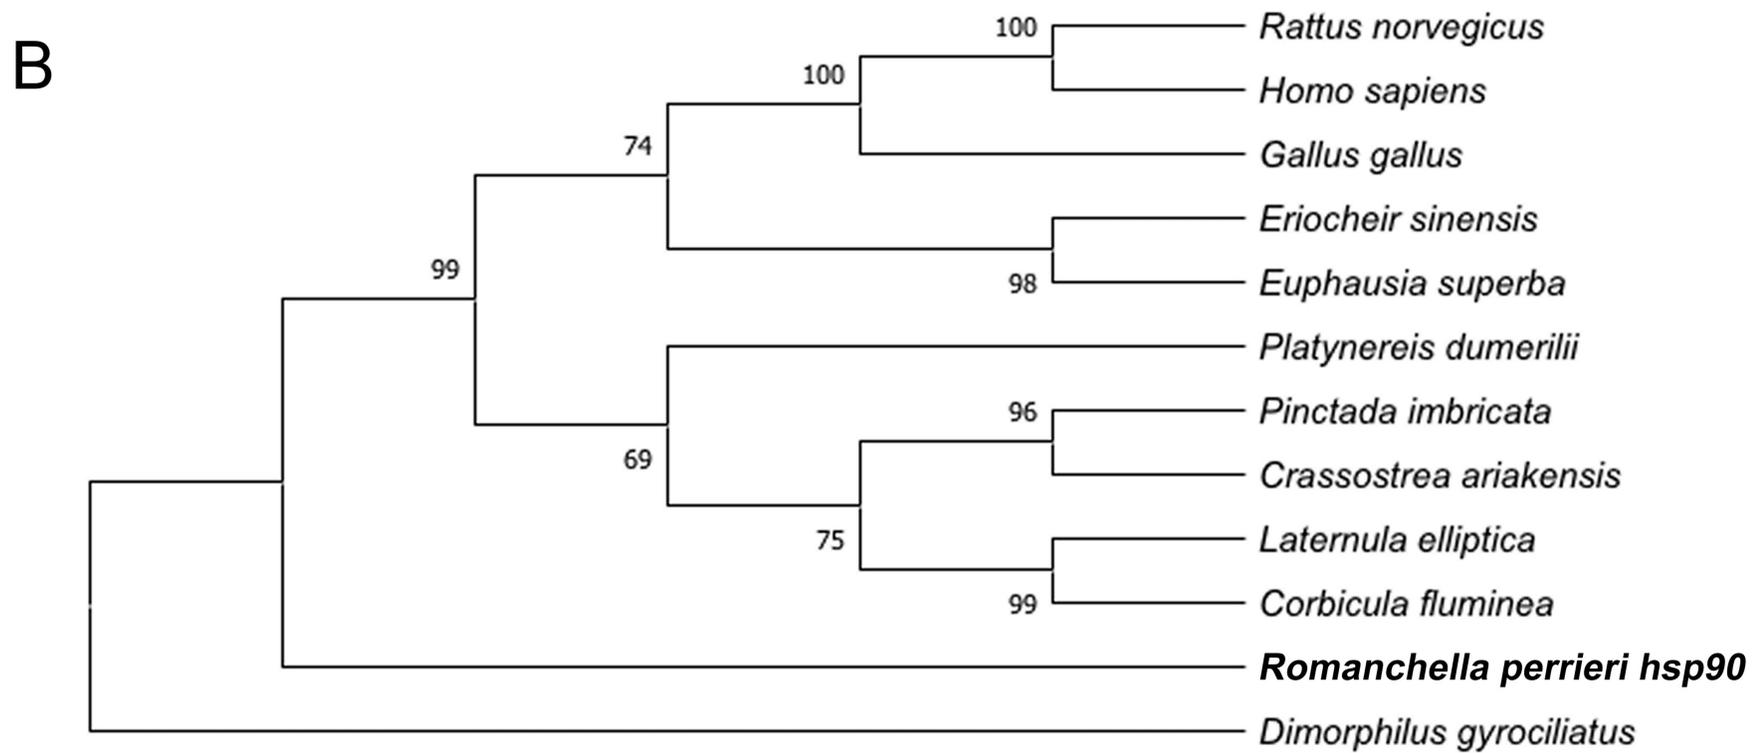 B
100
Rattus norvegicus
100
Homo sapiens
74
Gallus gallus
Eriocheir sinensis
99
98
Euphausia superba
Platynereis dumerilii
96
Pinctada imbricata
69
Crassostrea ariakensis
75
Laternula elliptica
99
Corbicula fluminea
Romanchella perrieri hsp90
Dimorphilus gyrociliatus